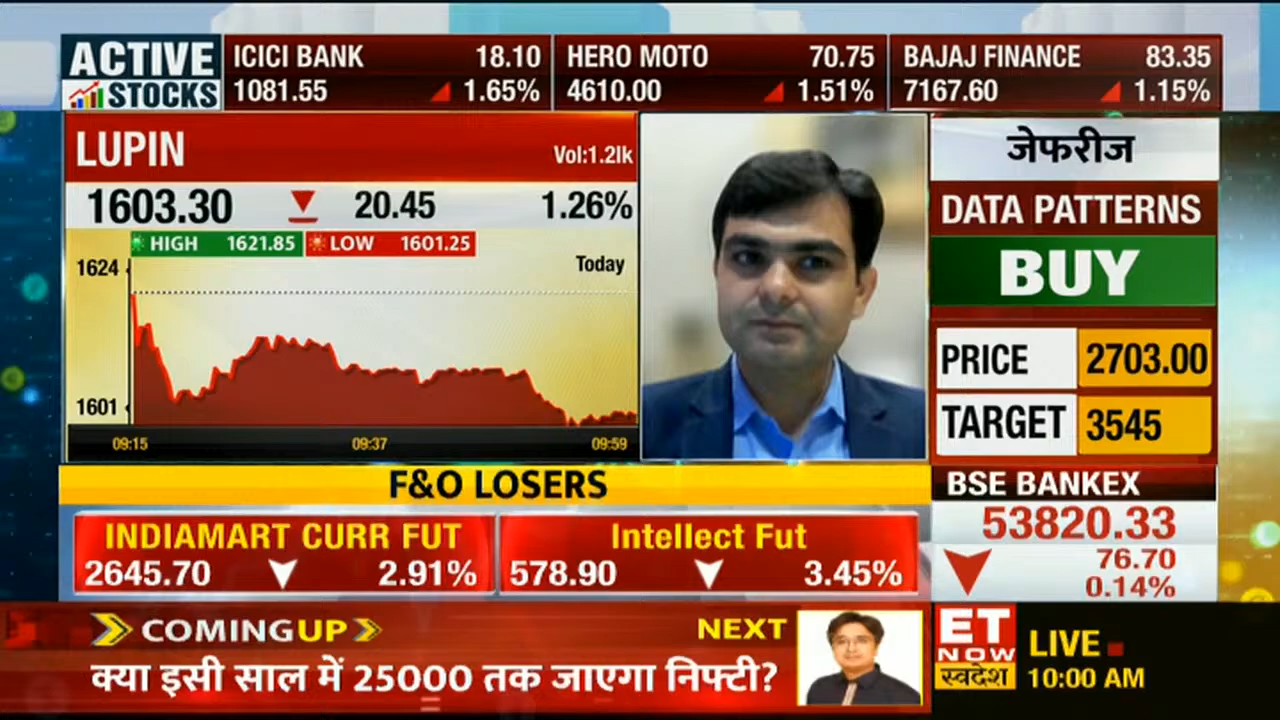 ACTIVE STOCKS
ICICI BANK 18.10
1081.55 1.65%
HERO MOTO 70.75
4610.00 1.51%
BAJAJ FINANCE 83.35
7167.60 1.15%
LUPIN Vol:1.2lk
1603.30 20.45 1.26%
HIGH 1621.85 LOW 1601.25
1624 Today
1601
09:15 09:37 09:59
जेफरीज
DATA PATTERNS
BUY
PRICE 2703.00
TARGET 3545
F&O LOSERS
INDIAMART CURR FUT
2645.70 2.91%
Intellect Fut
578.90 3.45%
BSE BANKEX
53820.33
76.70
0.14%
COMING UP NEXT
क्या इसी साल में 25000 तक जाएगा निफ्टी?
ET
NOW
स्वदेश
LIVE
10:00 AM